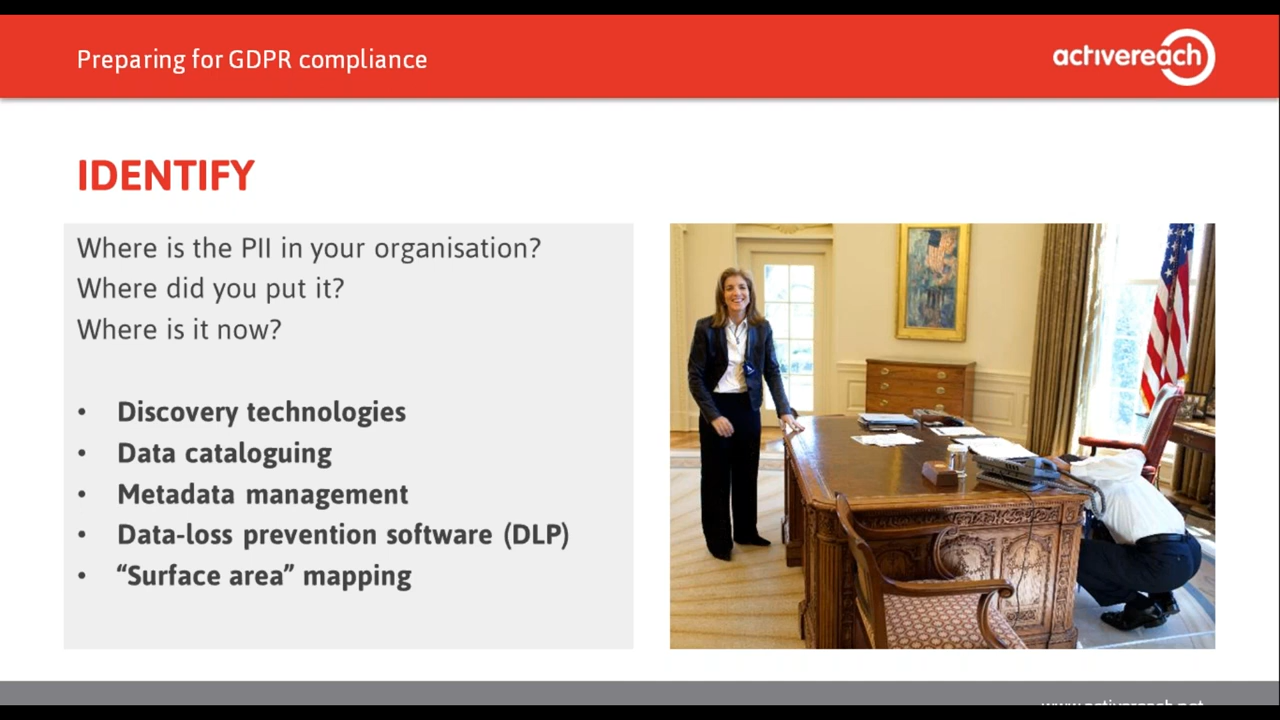 Preparing for GDPR compliance
activereach
IDENTIFY
Where is the PII in your organisation?
Where did you put it?
Where is it now?
• Discovery technologies
• Data cataloguing
• Metadata management
• Data-loss prevention software (DLP)
• “Surface area” mapping